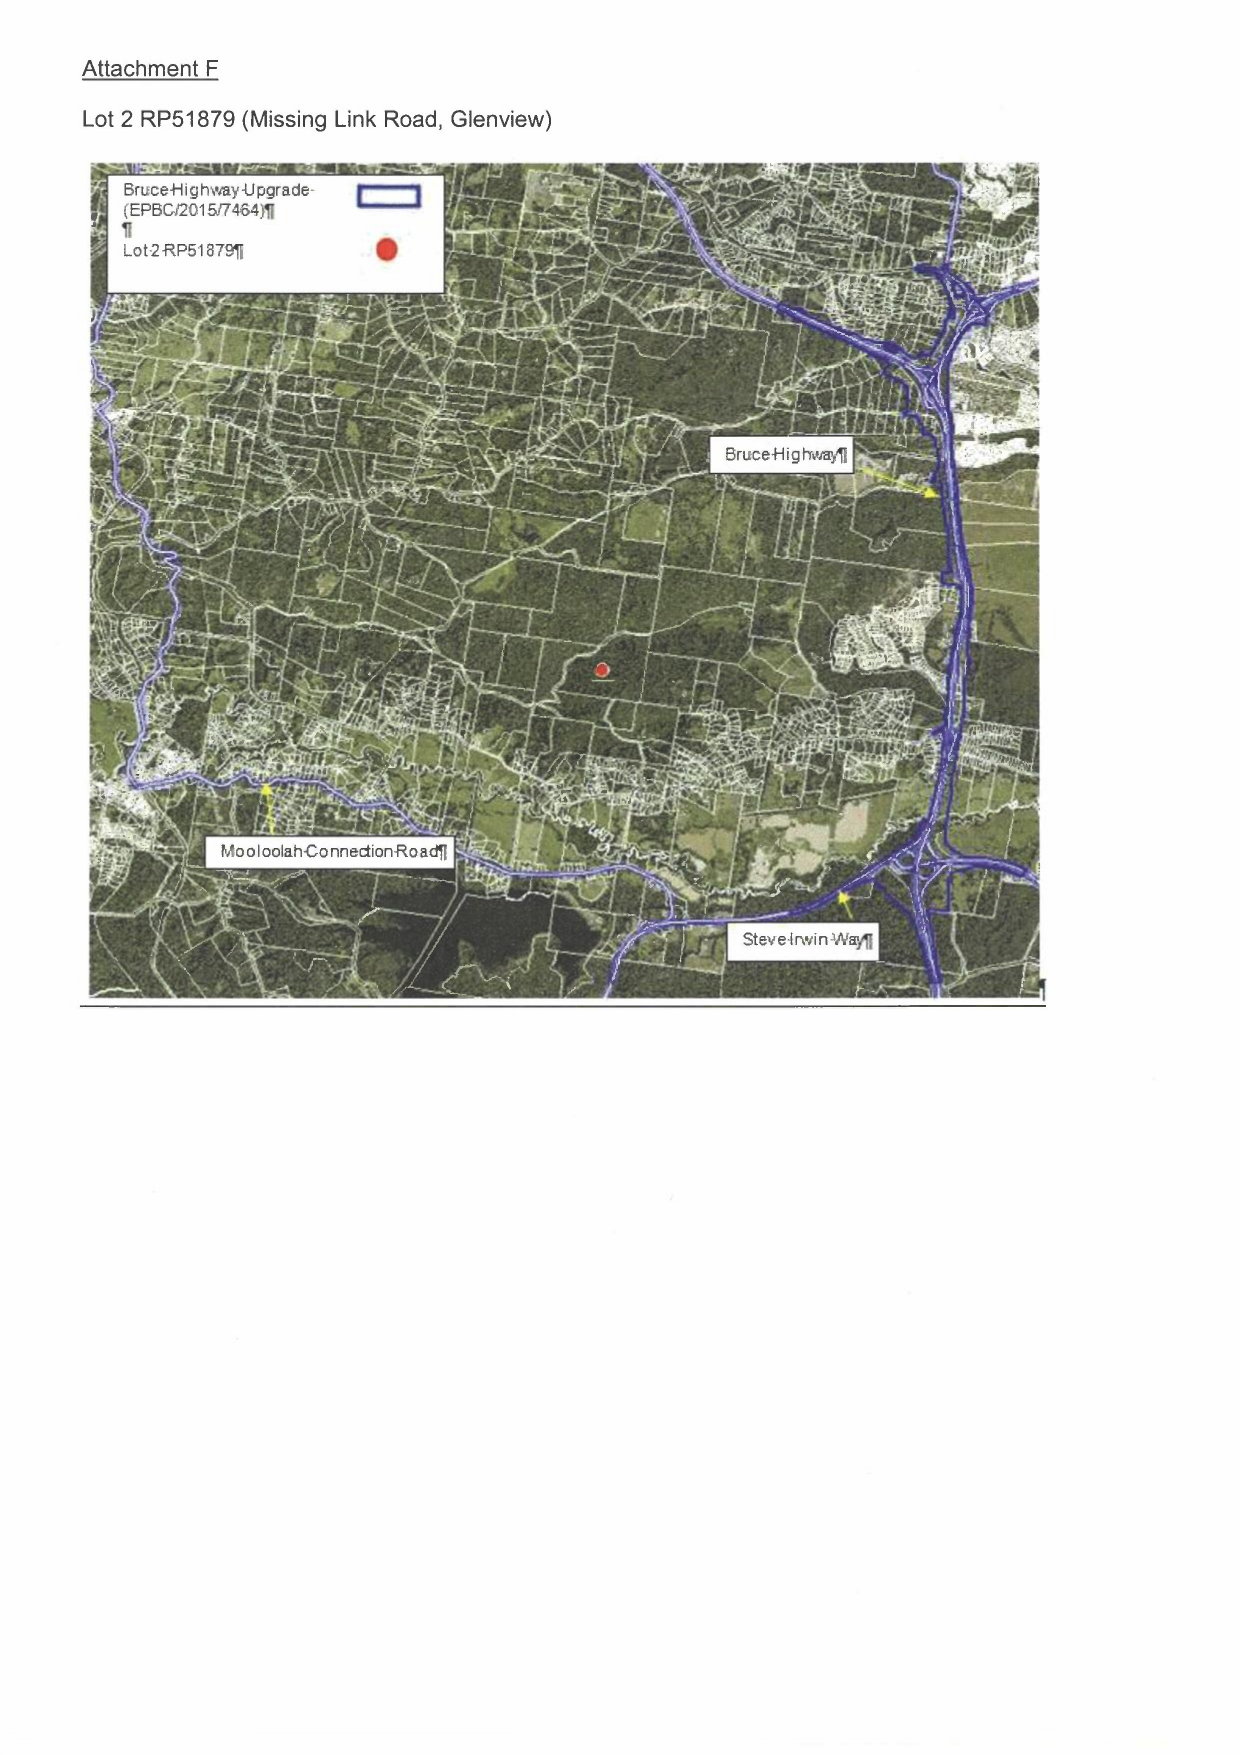 Attachment F
Lot 2 RP51879 (Missing Link Road, Glenview)
Bruce·Highway·Upgrade·
(EPBC/2015/7464)¶
¶
Lot·2·RP51879¶
Bruce·Highway¶
Mooloolah·Connection·Road¶
Steve·Irwin·Way¶
¶